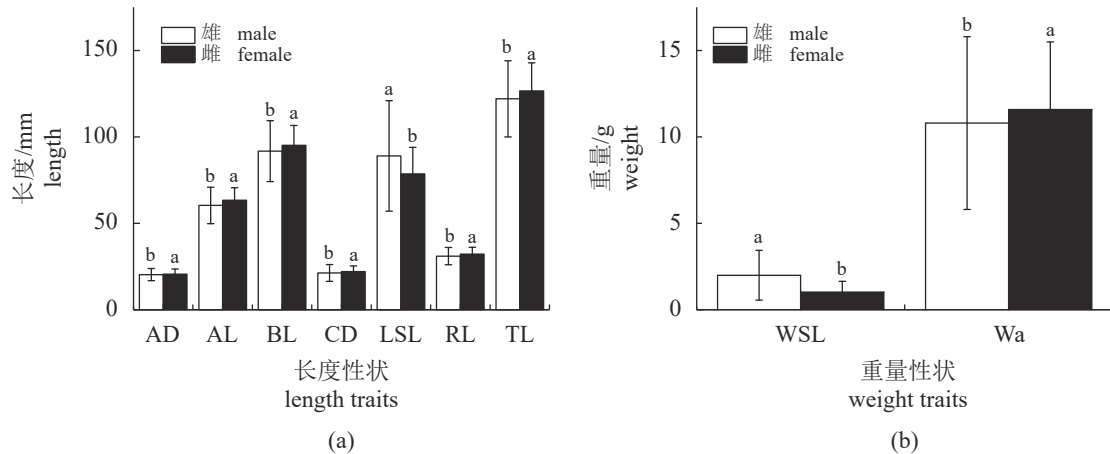 雄 male
雌 female
150
100
50
0
长度/mm
length
b a
b a
b a
b a
a b
b a
b a
AD AL BL CD LSL RL TL
长度性状
length traits
(a)
雄 male
雌 female
15
10
5
0
重量/g
weight
a b
b a
WSL Wa
重量性状
weight traits
(b)